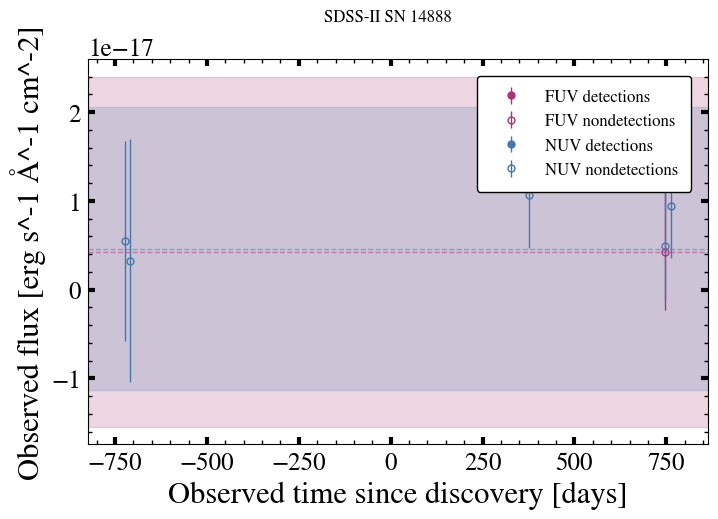 SDSS-II SN 14888
1e−17
Observed flux [erg s^-1 Å^-1 cm^-2]
2
1
0
−1
FUV detections
FUV nondetections
NUV detections
NUV nondetections
−750 −500 −250 0 250 500 750
Observed time since discovery [days]